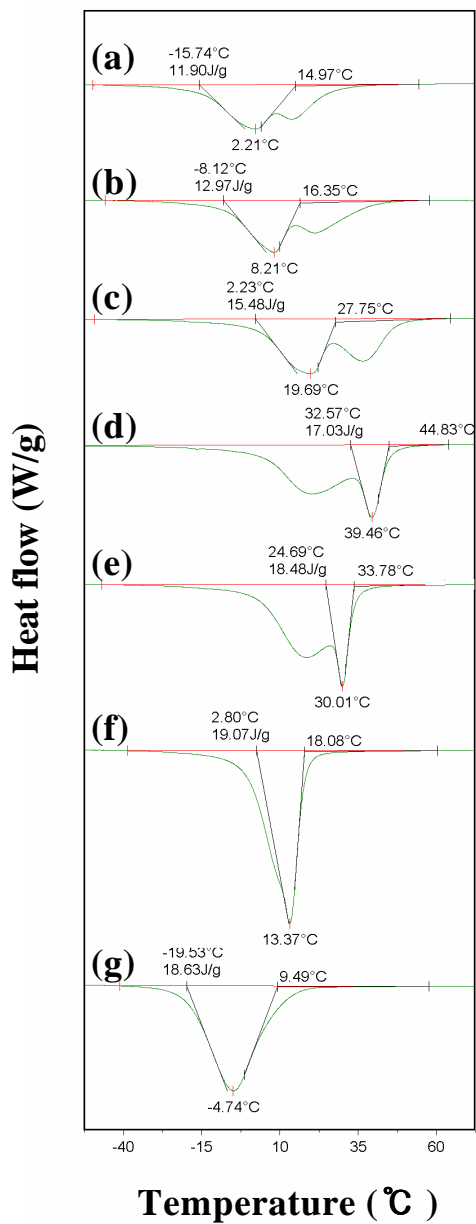 (a)
-15.74°C
11.90J/g
14.97°C
2.21°C
(b)
-8.12°C
12.97J/g
16.35°C
8.21°C
(c)
2.23°C
15.48J/g
27.75°C
19.69°C
(d)
32.57°C
17.03J/g
44.83°C
39.46°C
(e)
24.69°C
18.48J/g
33.78°C
30.01°C
(f)
2.80°C
19.07J/g
18.08°C
13.37°C
(g)
-19.53°C
18.63J/g
9.49°C
-4.74°C
Heat flow (W/g)
-40 -15 10 35 60
Temperature (℃)